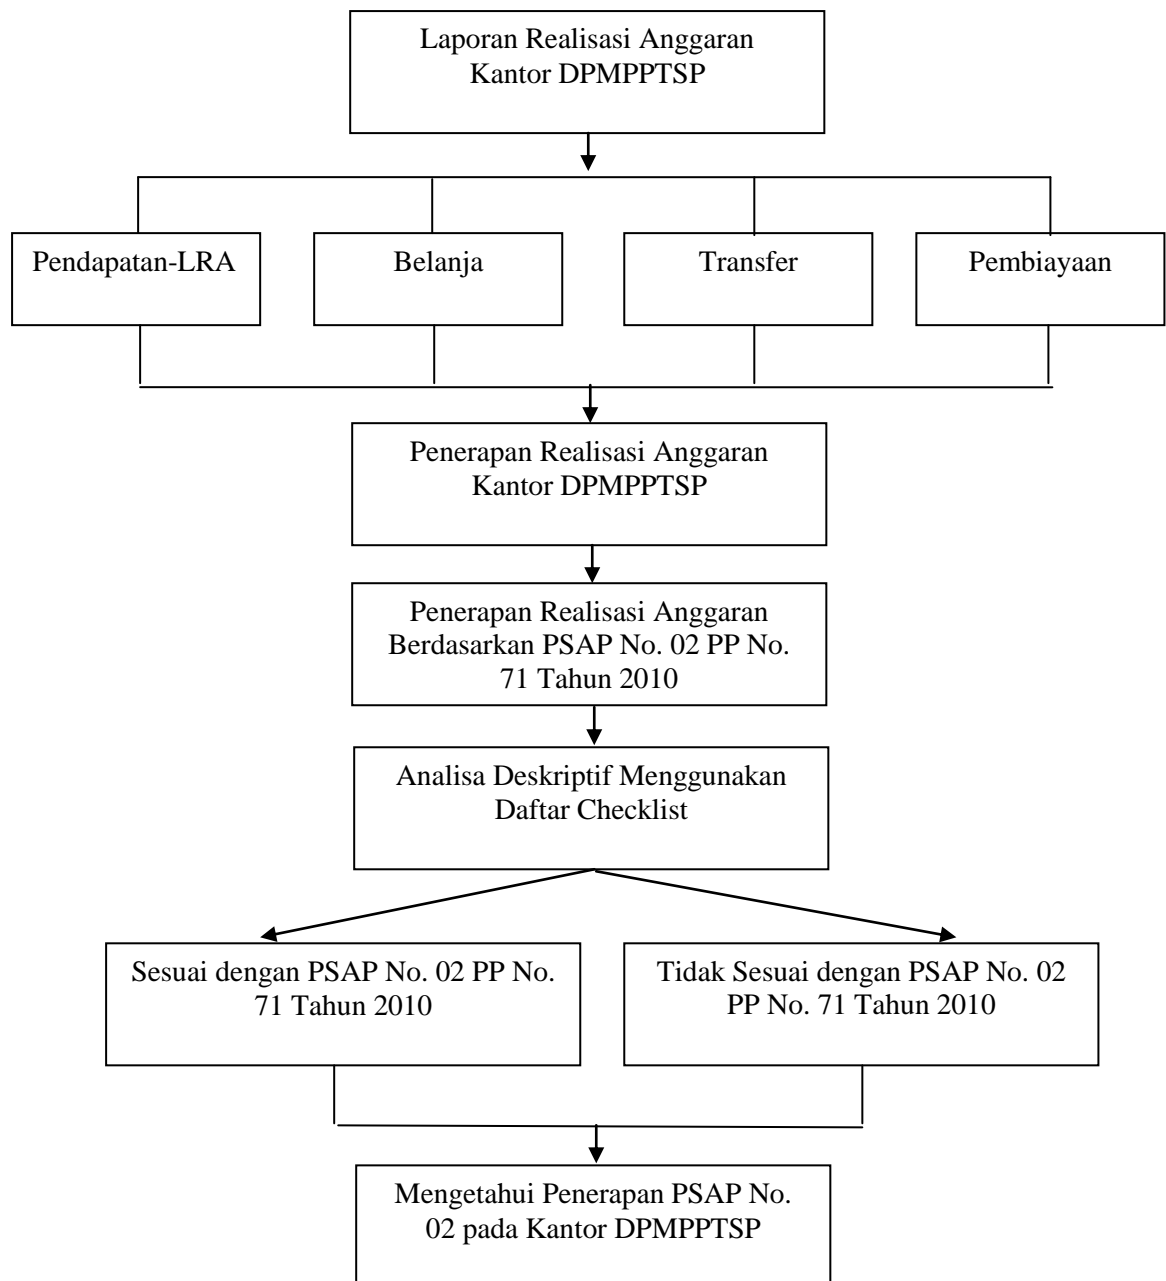 Laporan Realisasi Anggaran
Kantor DPMPPTSP
Pendapatan-LRA
Belanja
Transfer
Pembiayaan
Penerapan Realisasi Anggaran
Kantor DPMPPTSP
Penerapan Realisasi Anggaran
Berdasarkan PSAP No. 02 PP No.
71 Tahun 2010
Analisa Deskriptif Menggunakan
Daftar Checklist
Sesuai dengan PSAP No. 02 PP No.
71 Tahun 2010
Tidak Sesuai dengan PSAP No. 02
PP No. 71 Tahun 2010
Mengetahui Penerapan PSAP No.
02 pada Kantor DPMPPTSP